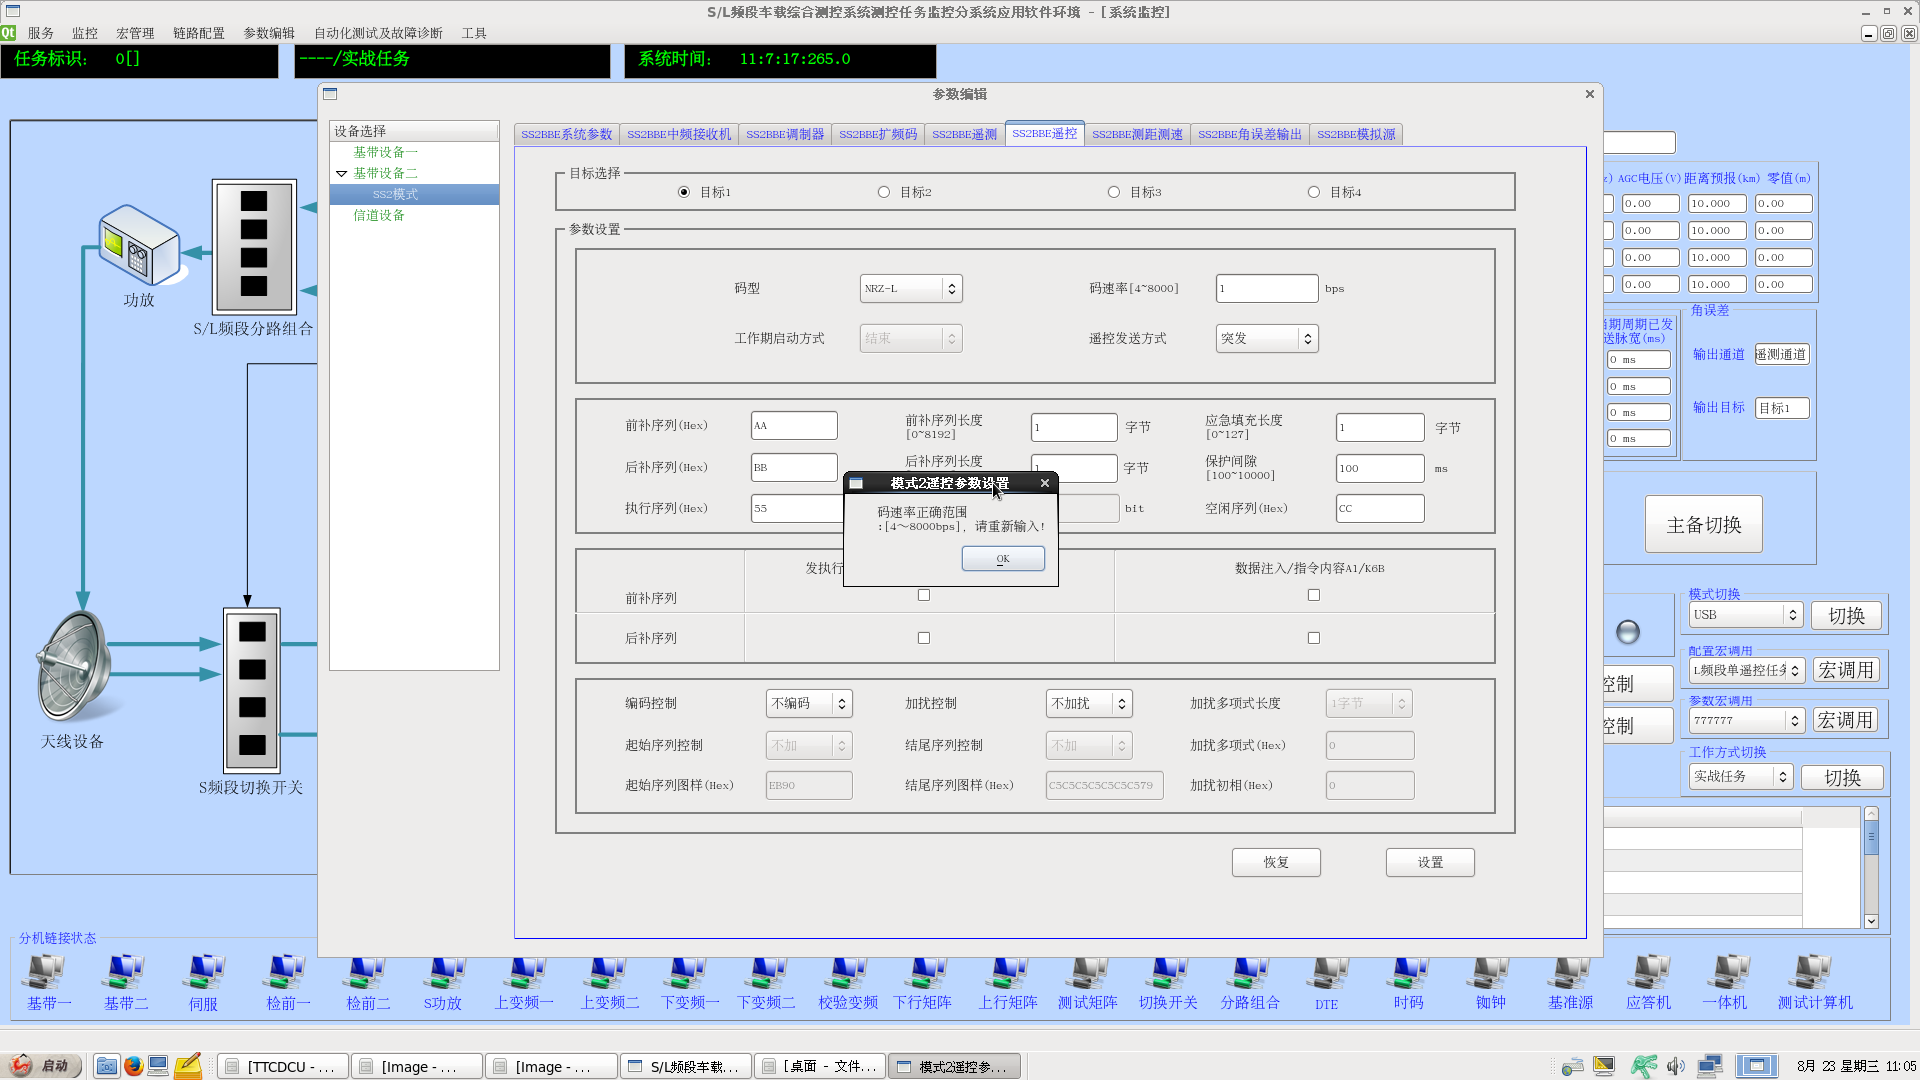 S/L频段车载综合测控系统测控任务监控分系统应用软件环境 - [系统监控]
服务 监控 宏管理 链路配置 参数编辑 自动化测试及故障诊断 工具
任务标识: 0[]
----/实战任务
系统时间: 11:7:17:265.0
参数编辑
设备选择
基带设备一
基带设备二
SS2模式
信道设备
SS2BBE系统参数 SS2BBE中频接收机 SS2BBE调制器 SS2BBE扩频码 SS2BBE遥测 SS2BBE遥控 SS2BBE测距测速 SS2BBE角误差输出 SS2BBE模拟源
目标选择
目标1 目标2 目标3 目标4
参数设置
码型 NRZ-L 码速率[4~8000] 1 bps
工作期启动方式 结束 遥控发送方式 突发
前补序列(Hex) AA 前补序列长度 [0~8192] 1 字节 应急填充长度 [0~127] 1 字节
后补序列(Hex) BB 后补序列长度 1 字节 保护间隙 [100~10000] 100 ms
执行序列(Hex) 55 bit 空闲序列(Hex) CC
模式2遥控参数设置
码速率正确范围
:[4～8000bps], 请重新输入!
OK
发执行 数据注入/指令内容A1/K6B
前补序列
后补序列
编码控制 不编码 加扰控制 不加扰 加扰多项式长度 1字节
起始序列控制 不加 结尾序列控制 不加 加扰多项式(Hex) 0
起始序列图样(Hex) EB90 结尾序列图样(Hex) C5C5C5C5C5C5C579 加扰初相(Hex) 0
恢复 设置
功放
S/L频段分路组合
天线设备
S频段切换开关
AGC电压(V) 距离预报(km) 零值(m)
0.00 10.000 0.00
0.00 10.000 0.00
0.00 10.000 0.00
0.00 10.000 0.00
当期周期已发
送脉宽(ms)
0 ms
0 ms
0 ms
0 ms
角误差
输出通道 遥测通道
输出目标 目标1
主备切换
模式切换
USB 切换
配置宏调用
L频段单遥控任务 宏调用
参数宏调用
777777 宏调用
工作方式切换
实战任务 切换
控制
控制
分机链接状态
基带一 基带二 伺服 检前一 检前二 S功放 上变频一 上变频二 下变频一 下变频二 校验变频 下行矩阵 上行矩阵 测试矩阵 切换开关 分路组合 DTE 时码 铷钟 基准源 应答机 一体机 测试计算机
启动 [TTCDCU - ... [Image - ... [Image - ... S/L频段车载... [桌面 - 文件... 模式2遥控参... 8月 23 星期三 11:05